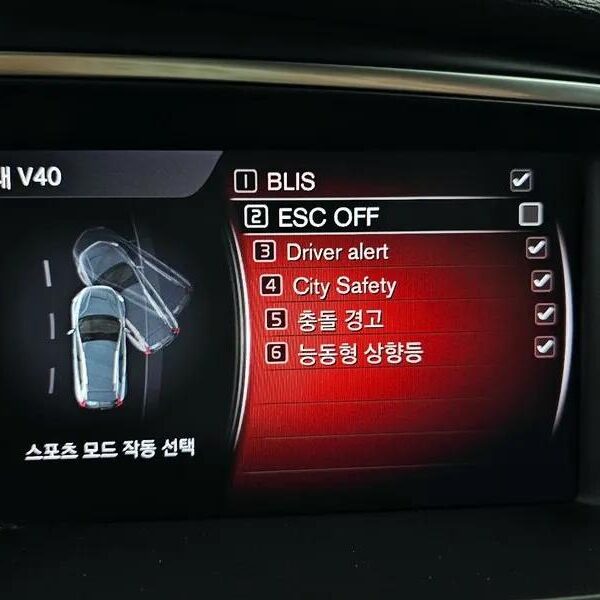 V40
1 BLIS
2 ESC OFF
3 Driver alert
4 City Safety
5 충돌 경고
6 능동형 상향등
스포츠 모드 작동 선택